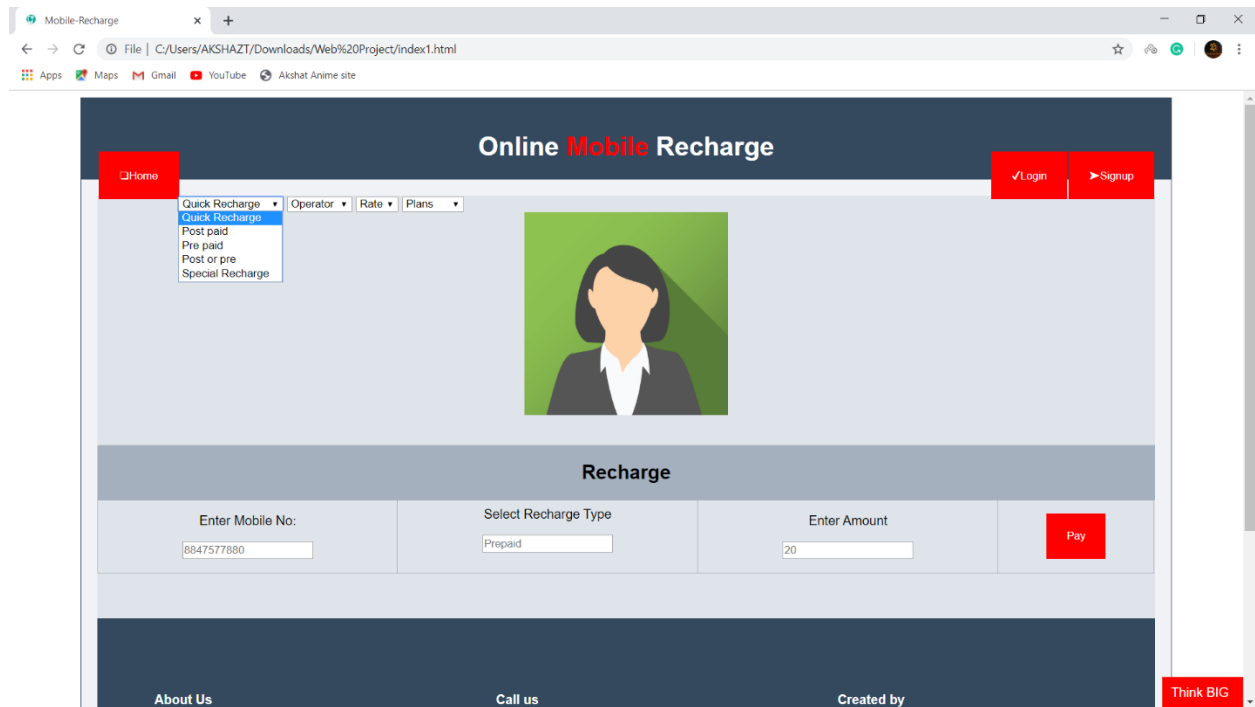 Mobile-Recharge
File | C:/Users/AKSHAZT/Downloads/Web%20Project/index1.html
Apps Maps Gmail YouTube Akshat Anime site
Online Mobile Recharge
❑Home
✓Login ➤Signup
Quick Recharge Operator Rate Plans
Quick Recharge
Post paid
Pre paid
Post or pre
Special Recharge
Recharge
Enter Mobile No: Select Recharge Type Enter Amount
8847577880 Prepaid 20 Pay
About Us Call us Created by
Think BIG